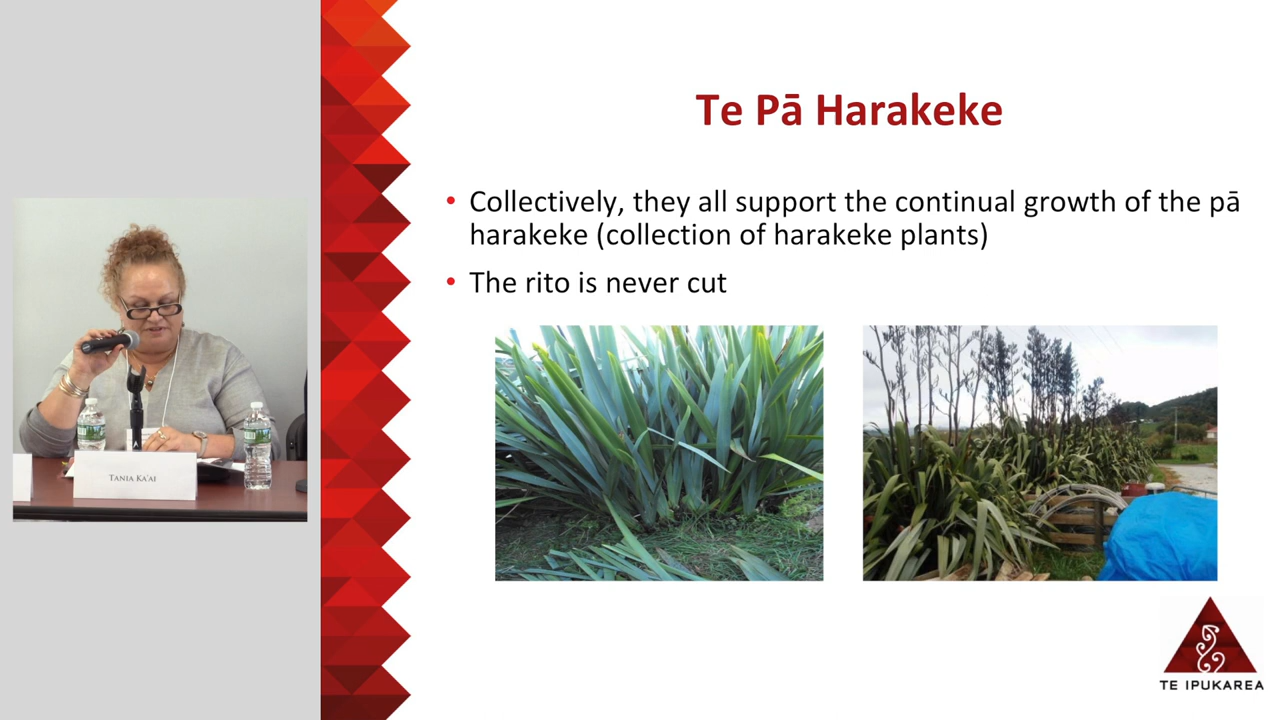 Te Pā Harakeke
• Collectively, they all support the continual growth of the pā
harakeke (collection of harakeke plants)
• The rito is never cut
TANIA KA'AI
TE IPUKAREA